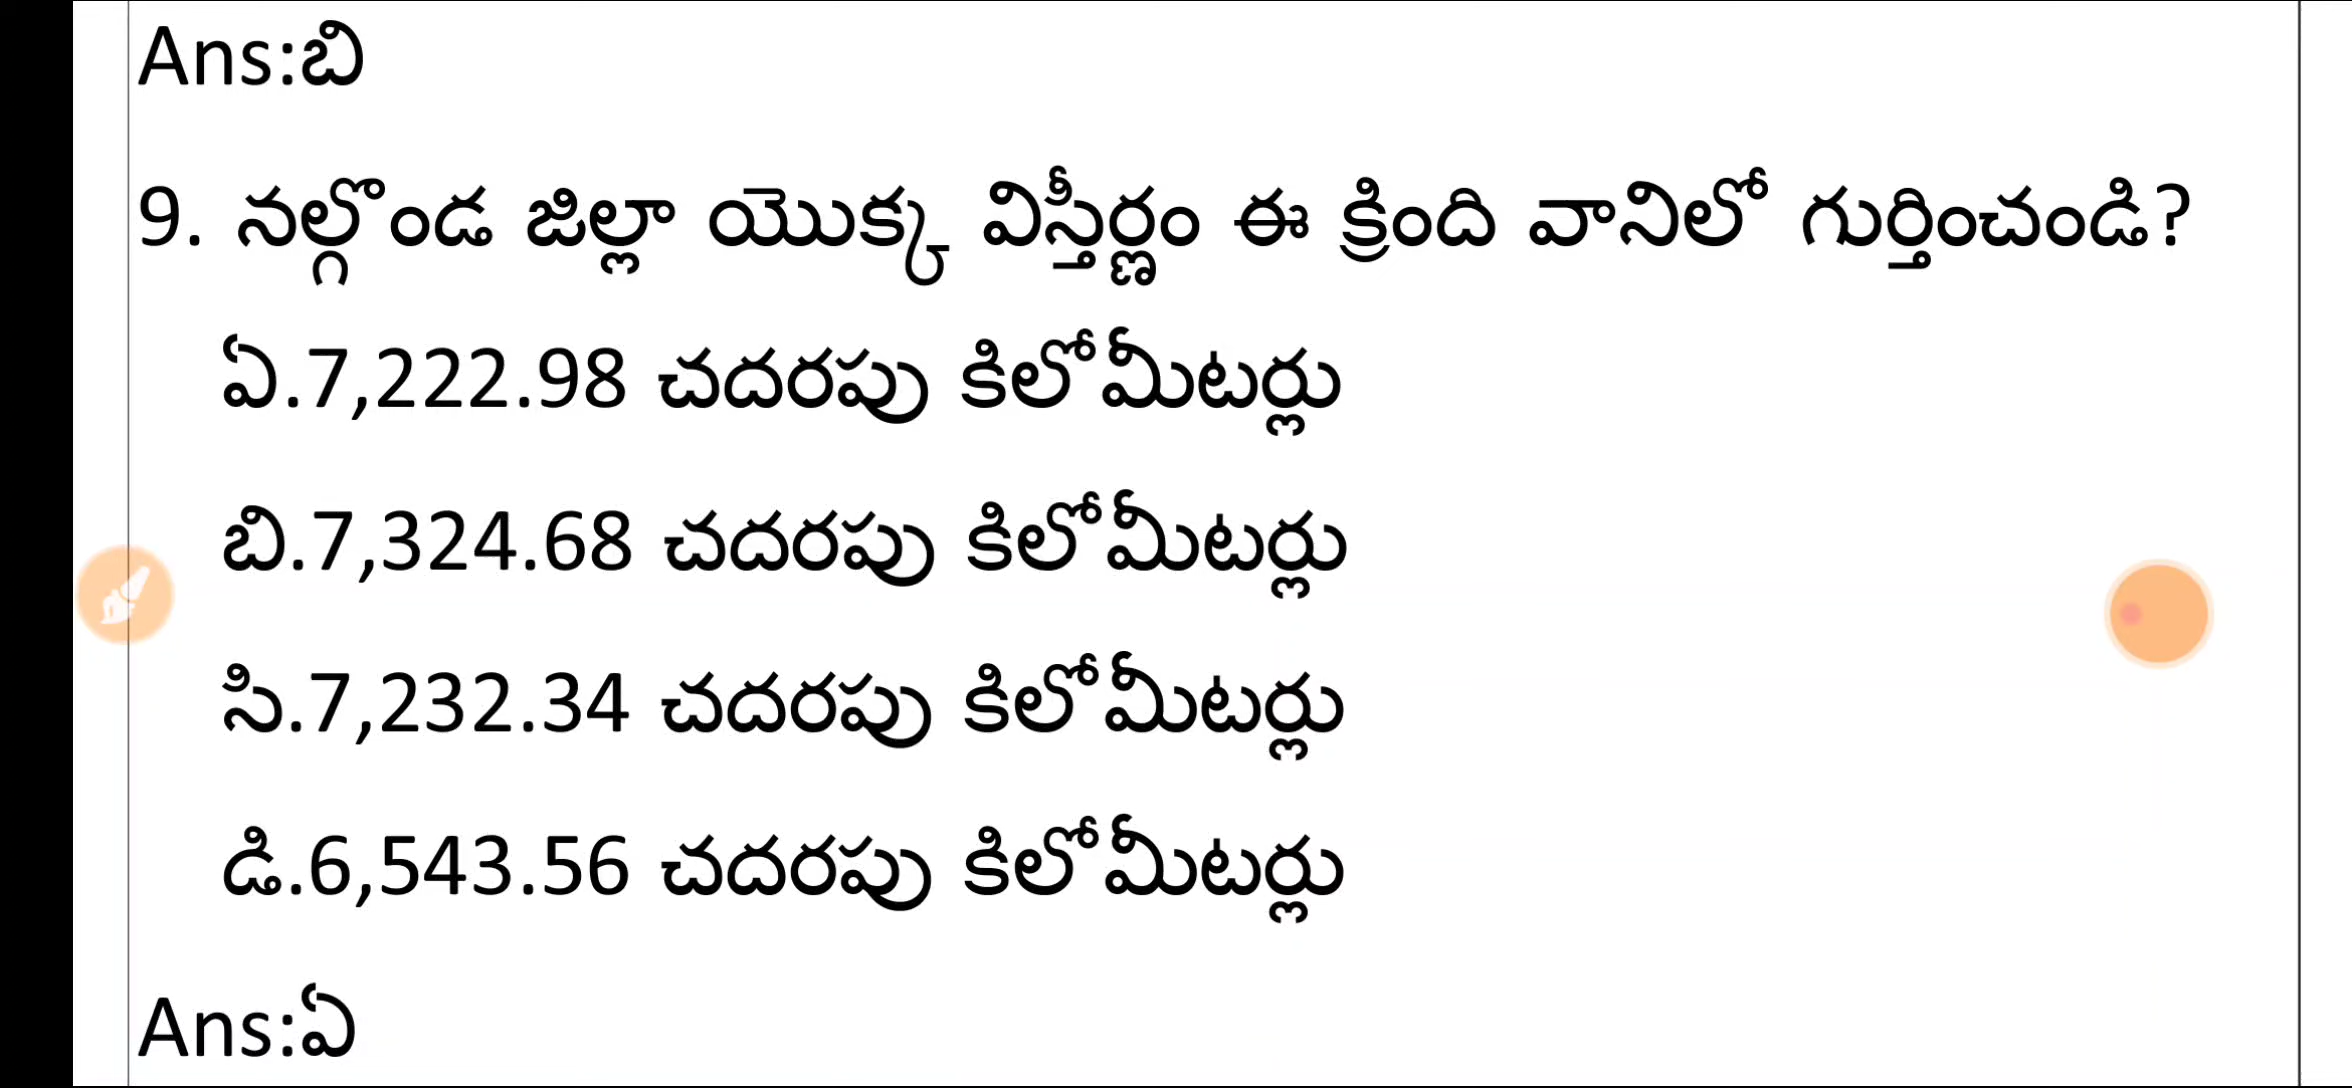 Ans:బి
9. నల్గొండ జిల్లా యొక్క విస్తీర్ణం ఈ క్రింది వానిలో గుర్తించండి?
ఏ.7,222.98 చదరపు కిలోమీటర్లు
బి.7,324.68 చదరపు కిలోమీటర్లు
సి.7,232.34 చదరపు కిలోమీటర్లు
డి.6,543.56 చదరపు కిలోమీటర్లు
Ans:ఏ